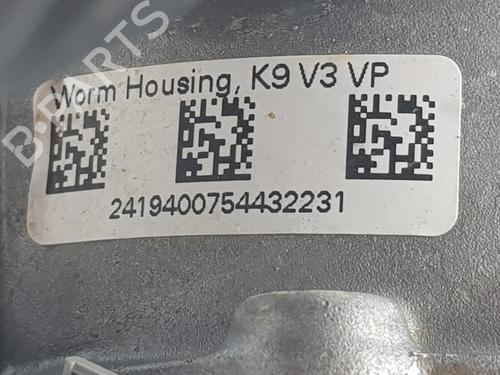 B-PARTS
Worm Housing, K9 V3 VP
2419400754432231